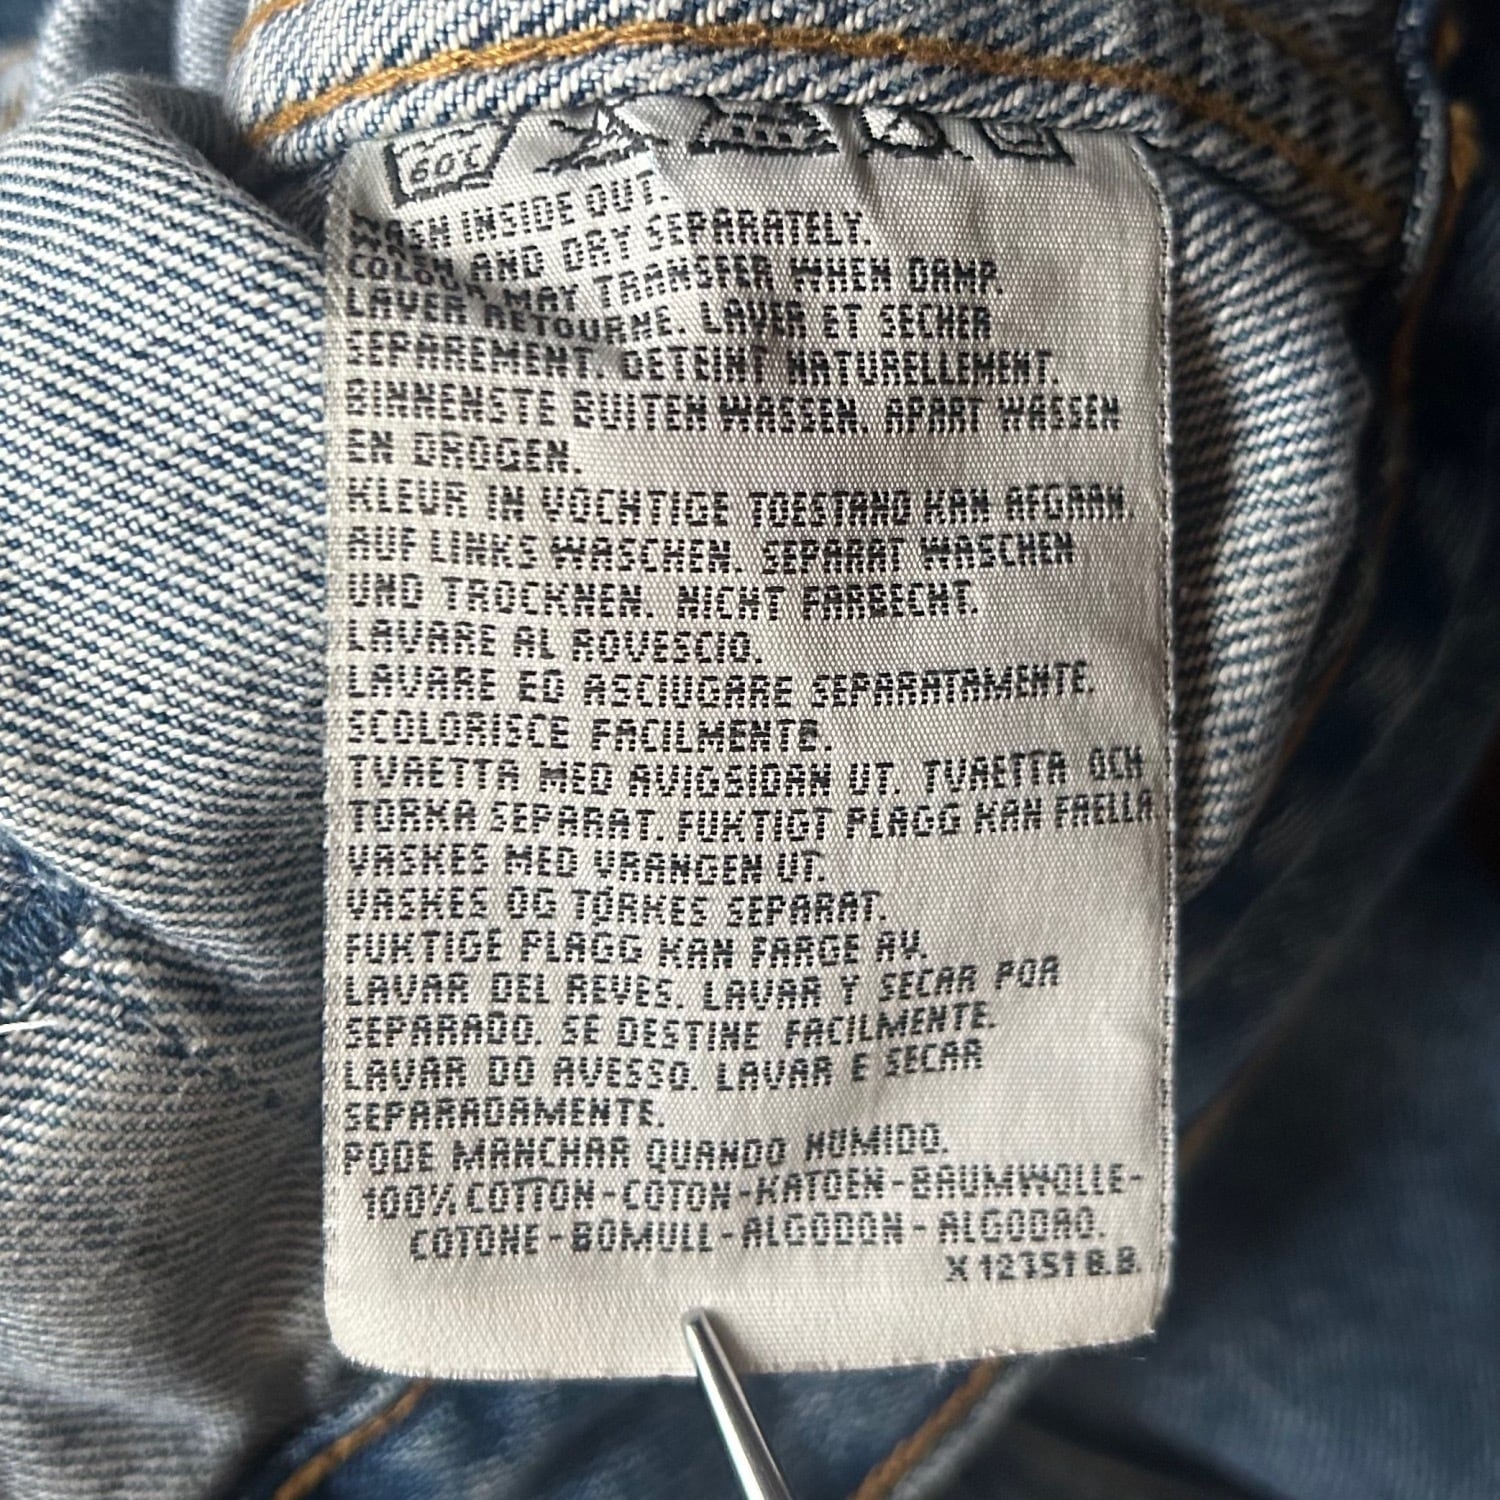 60°C
WASH INSIDE OUT.
WASH AND DRY SEPARATELY.
COLOUR MAY TRANSFER WHEN DAMP.
LAVER RETOURNE. LAVER ET SECHER
SEPAREMENT. DETEINT NATURELLEMENT.
BINNENSTE BUITEN WASSEN. APART WASSEN
EN DROGEN.
KLEUR IN VOCHTIGE TOESTAND KAN AFGAAN.
AUF LINKS WASCHEN. SEPARAT WASCHEN
UND TROCKNEN. NICHT FARBECHT.
LAVARE AL ROVESCIO.
LAVARE ED ASCIUGARE SEPARATAMENTE.
SCOLORISCE FACILMENTE.
TVAETTA MED AVIGSIDAN UT. TVAETTA OCH
TORKA SEPARAT. FUKTIGT PLAGG KAN FAELLA.
VASKES MED VRANGEN UT.
VASKES OG TORKES SEPARAT.
FUKTIGE PLAGG KAN FARGE AV.
LAVAR DEL REVES. LAVAR Y SECAR POR
SEPARADO. SE DESTINE FACILMENTE.
LAVAR DO AVESSO. LAVAR E SECAR
SEPARADAMENTE.
PODE MANCHAR QUANDO HUMIDO.
100% COTTON-COTON-KATOEN-BAUMWOLLE-
COTONE-BOMULL-ALGODON-ALGODAO.
X 12351 B.B.